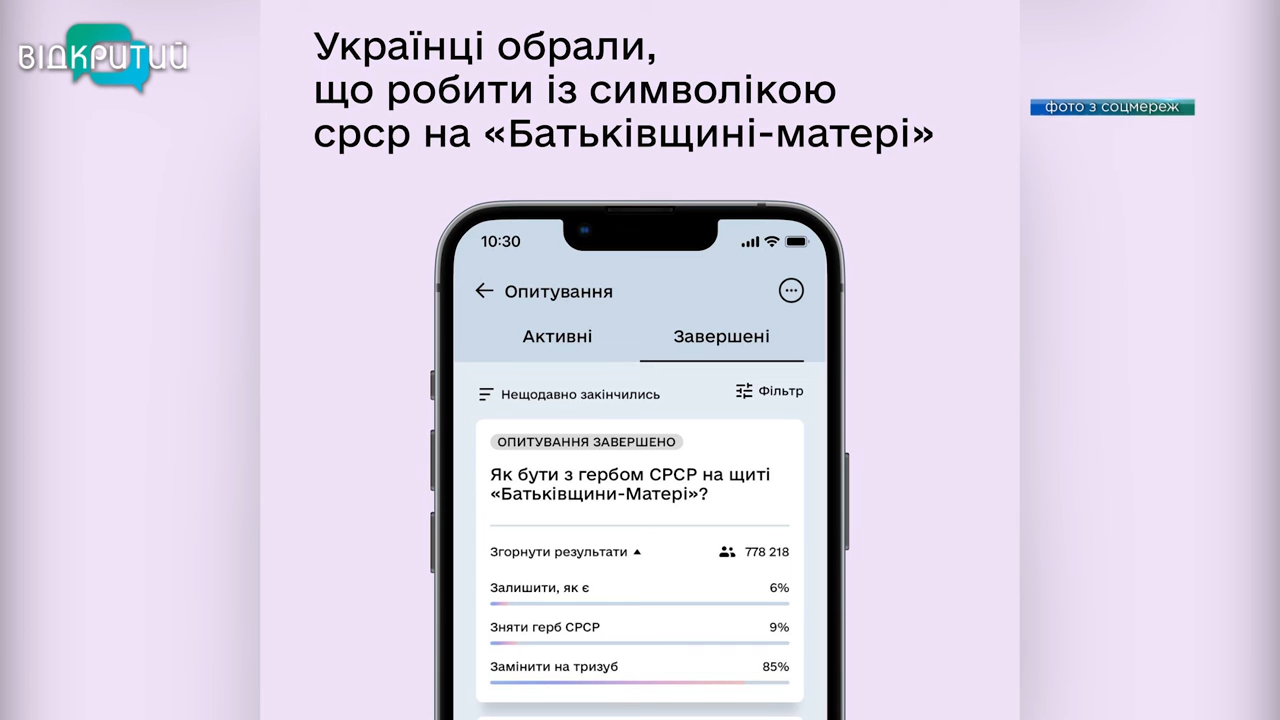 ВІДКРИТИЙ
Українці обрали,
що робити із символікою
срср на «Батьківщині-матері»
фото з соцмереж
10:30
Опитування
Активні
Завершені
Нещодавно закінчились
Фільтр
ОПИТУВАННЯ ЗАВЕРШЕНО
Як бути з гербом СРСР на щиті
«Батьківщини-Матері»?
Згорнути результати 778 218
Залишити, як є 6%
Зняти герб СРСР 9%
Замінити на тризуб 85%